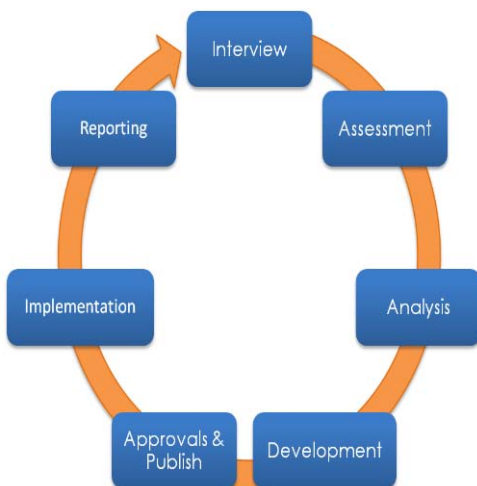 Interview
Assessment
Analysis
Development
Approvals &
Publish
Implementation
Reporting